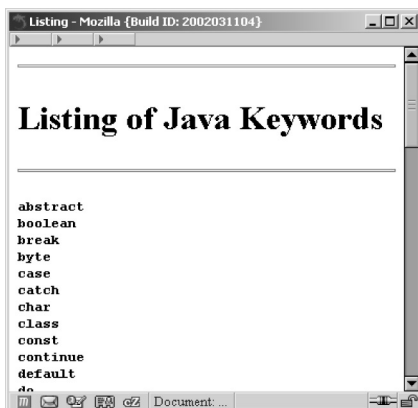 Listing - Mozilla {Build ID: 2002031104}
Listing of Java Keywords
abstract
boolean
break
byte
case
catch
char
class
const
continue
default
do
Document: ...